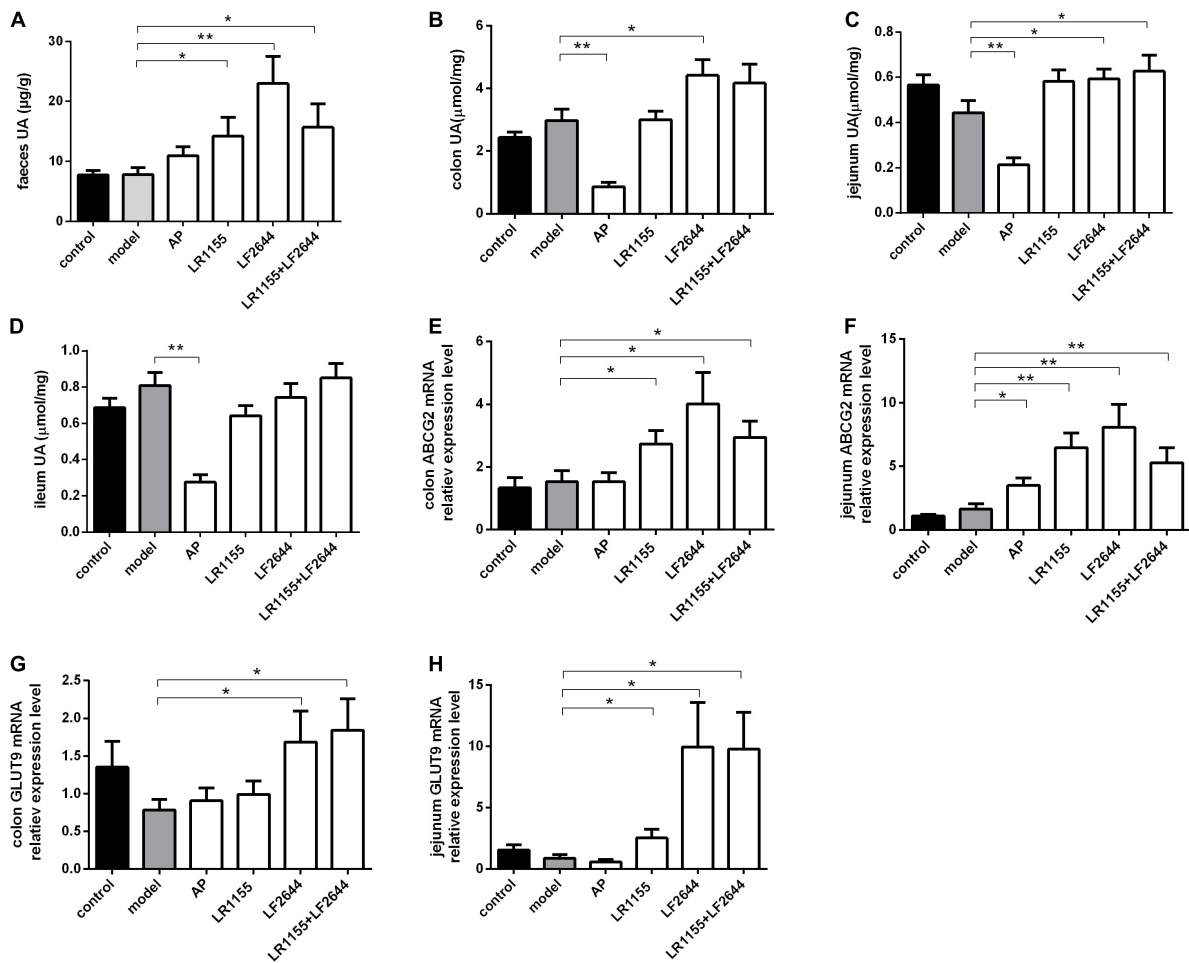 A
faeces UA (µg/g)
30
20
10
0
*
**
*
control
model
AP
LR1155
LF2644
LR1155+LF2644
B
colon UA(µmol/mg)
6
4
2
0
*
**
control
model
AP
LR1155
LF2644
LR1155+LF2644
C
jejunum UA(µmol/mg)
0.8
0.6
0.4
0.2
0.0
*
*
**
control
model
AP
LR1155
LF2644
LR1155+LF2644
D
ileum UA (µmol/mg)
1.0
0.8
0.6
0.4
0.2
0.0
**
control
model
AP
LR1155
LF2644
LR1155+LF2644
E
colon ABCG2 mRNA
relatiev expression level
6
4
2
0
*
*
*
control
model
AP
LR1155
LF2644
LR1155+LF2644
F
jejunum ABCG2 mRNA
relative expression level
15
10
5
0
**
**
**
*
control
model
AP
LR1155
LF2644
LR1155+LF2644
G
colon GLUT9 mRNA
relatiev expression level
2.5
2.0
1.5
1.0
0.5
0.0
*
*
control
model
AP
LR1155
LF2644
LR1155+LF2644
H
jejunum GLUT9 mRNA
relative expression level
15
10
5
0
*
*
*
control
model
AP
LR1155
LF2644
LR1155+LF2644